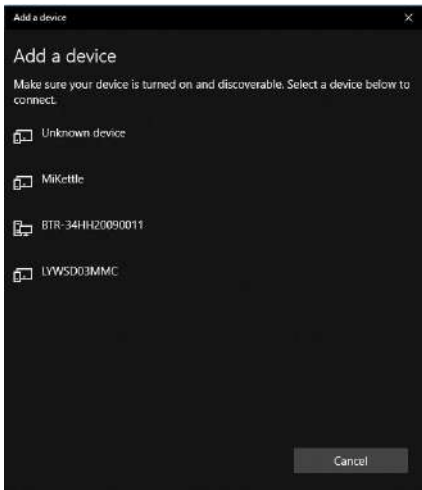 Add a device
Add a device
Make sure your device is turned on and discoverable. Select a device below to
connect.
Unknown device
MiKettle
BTR-34HH20090011
LYWSD03MMC
Cancel